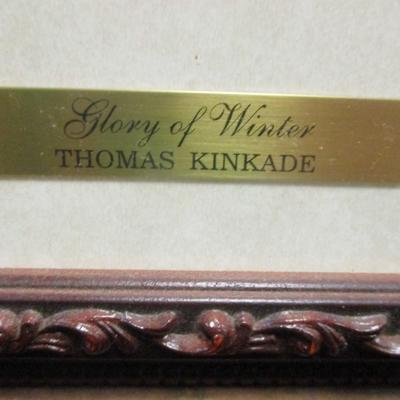 Glory of Winter
THOMAS KINKADE